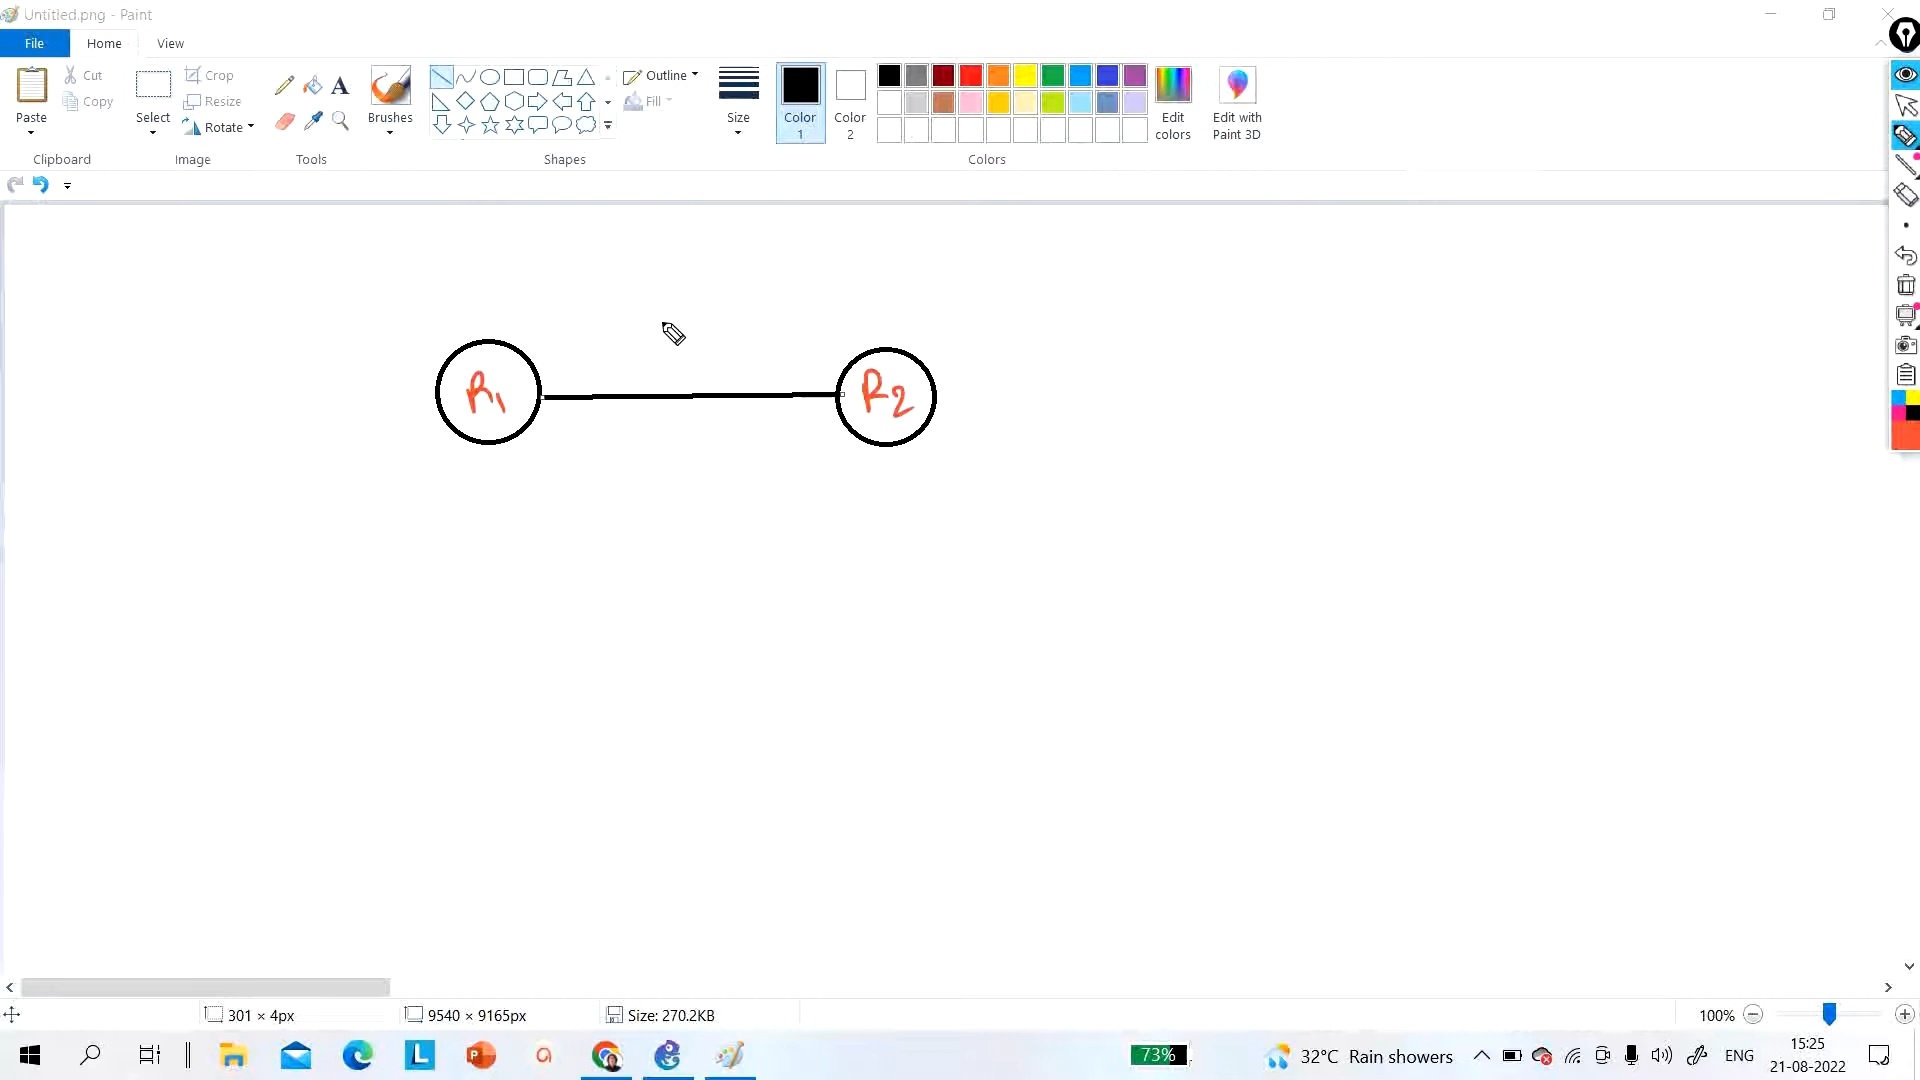 Untitled.png - Paint
File Home View
Paste
Cut
Copy
Clipboard
Select
Crop
Resize
Rotate
Image
A
Tools
Brushes
Shapes
Outline
Fill
Size
Color 1
Color 2
Edit colors
Edit with Paint 3D
Colors
R1 R2
301 × 4px
9540 × 9165px
Size: 270.2KB
100%
L
P
a
73%
32°C Rain showers
ENG
15:25
21-08-2022